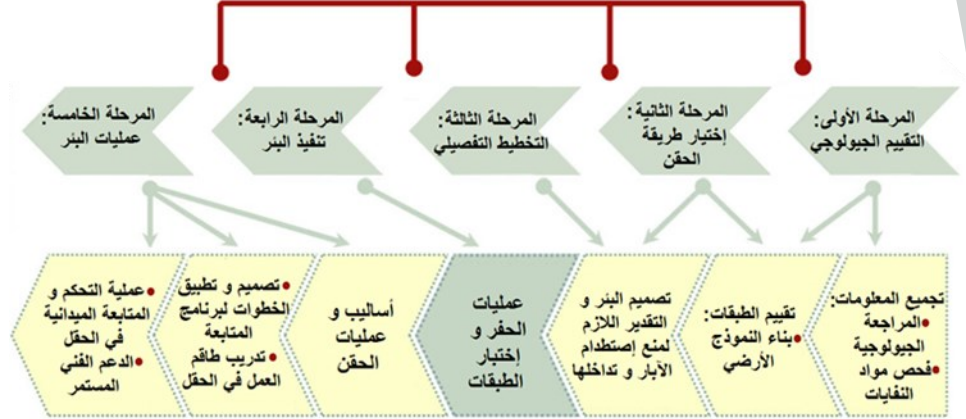 المرحلة الأولى:
التقييم الجيولوجي
المرحلة الثانية:
إختيار طريقة
الحقن
المرحلة الثالثة:
التخطيط التفصيلي
المرحلة الرابعة:
تنفيذ البئر
المرحلة الخامسة:
عمليات البئر
تجميع المعلومات:
•المراجعة
الجيولوجية
•فحص مواد
النفايات
تقييم الطبقات:
•بناء النموذج
الأرضي
تصميم البئر و
التقدير اللازم
لمنع إصتطدام
الآبار و تداخلها
عمليات
الحفر و
إختبار
الطبقات
أساليب و
عمليات
الحقن
•تصميم و تطبيق
الخطوات لبرنامج
المتابعة
•تدريب طاقم
العمل في الحقل
•عملية التحكم و
المتابعة الميدانية
في الحقل
•الدعم الفني
المستمر